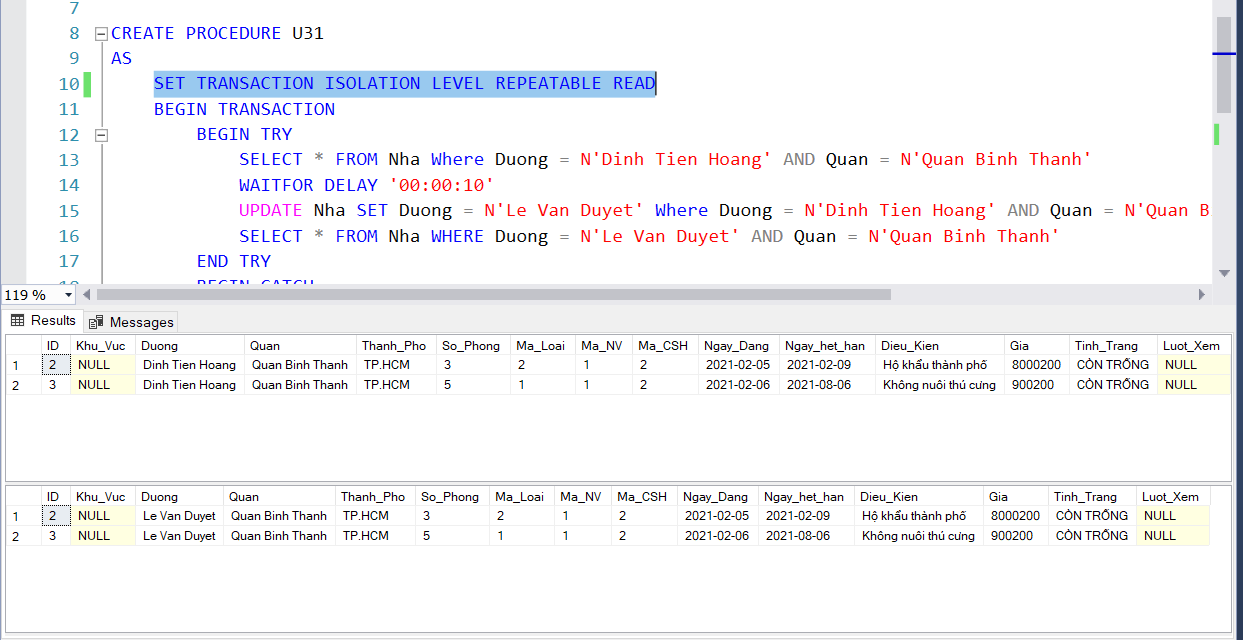 7
8 CREATE PROCEDURE U31
9 AS
10 SET TRANSACTION ISOLATION LEVEL REPEATABLE READ
11 BEGIN TRANSACTION
12 BEGIN TRY
13 SELECT * FROM Nha Where Duong = N'Dinh Tien Hoang' AND Quan = N'Quan Binh Thanh'
14 WAITFOR DELAY '00:00:10'
15 UPDATE Nha SET Duong = N'Le Van Duyet' Where Duong = N'Dinh Tien Hoang' AND Quan = N'Quan B
16 SELECT * FROM Nha WHERE Duong = N'Le Van Duyet' AND Quan = N'Quan Binh Thanh'
17 END TRY
18 BEGIN CATCH
119 %
Results Messages
ID Khu_Vuc Duong Quan Thanh_Pho So_Phong Ma_Loai Ma_NV Ma_CSH Ngay_Dang Ngay_het_han Dieu_Kien Gia Tinh_Trang Luot_Xem
1 2 NULL Dinh Tien Hoang Quan Binh Thanh TP.HCM 3 2 1 2 2021-02-05 2021-02-09 Hộ khẩu thành phố 8000200 CÒN TRỐNG NULL
2 3 NULL Dinh Tien Hoang Quan Binh Thanh TP.HCM 5 1 1 2 2021-02-06 2021-08-06 Không nuôi thú cưng 900200 CÒN TRỐNG NULL
ID Khu_Vuc Duong Quan Thanh_Pho So_Phong Ma_Loai Ma_NV Ma_CSH Ngay_Dang Ngay_het_han Dieu_Kien Gia Tinh_Trang Luot_Xem
1 2 NULL Le Van Duyet Quan Binh Thanh TP.HCM 3 2 1 2 2021-02-05 2021-02-09 Hộ khẩu thành phố 8000200 CÒN TRỐNG NULL
2 3 NULL Le Van Duyet Quan Binh Thanh TP.HCM 5 1 1 2 2021-02-06 2021-08-06 Không nuôi thú cưng 900200 CÒN TRỐNG NULL